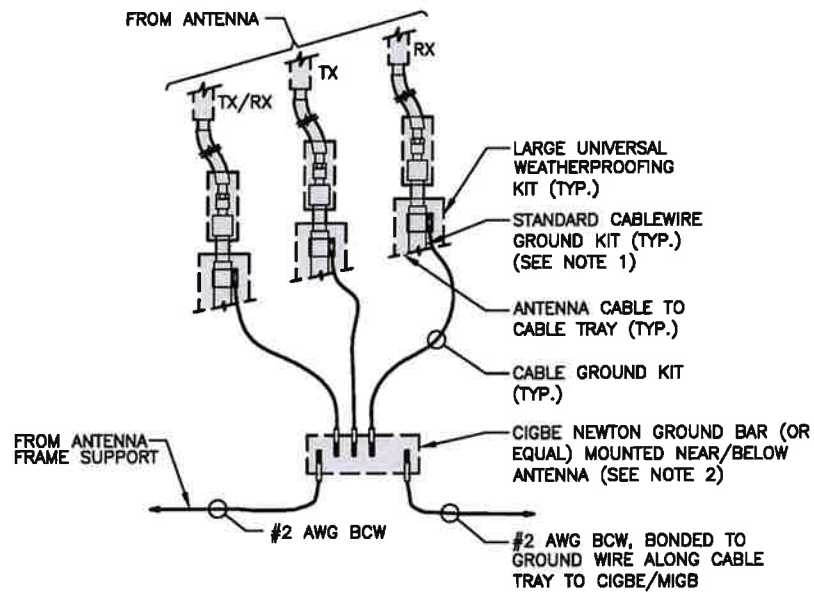 FROM ANTENNA
TX/RX
TX
RX
LARGE UNIVERSAL
WEATHERPROOFING
KIT (TYP.)
STANDARD CABLEWIRE
GROUND KIT (TYP.)
(SEE NOTE 1)
ANTENNA CABLE TO
CABLE TRAY (TYP.)
CABLE GROUND KIT
(TYP.)
CIGBE NEWTON GROUND BAR (OR
EQUAL) MOUNTED NEAR/BELOW
ANTENNA (SEE NOTE 2)
FROM ANTENNA
FRAME SUPPORT
#2 AWG BCW
#2 AWG BCW, BONDED TO
GROUND WIRE ALONG CABLE
TRAY TO CIGBE/MIGB